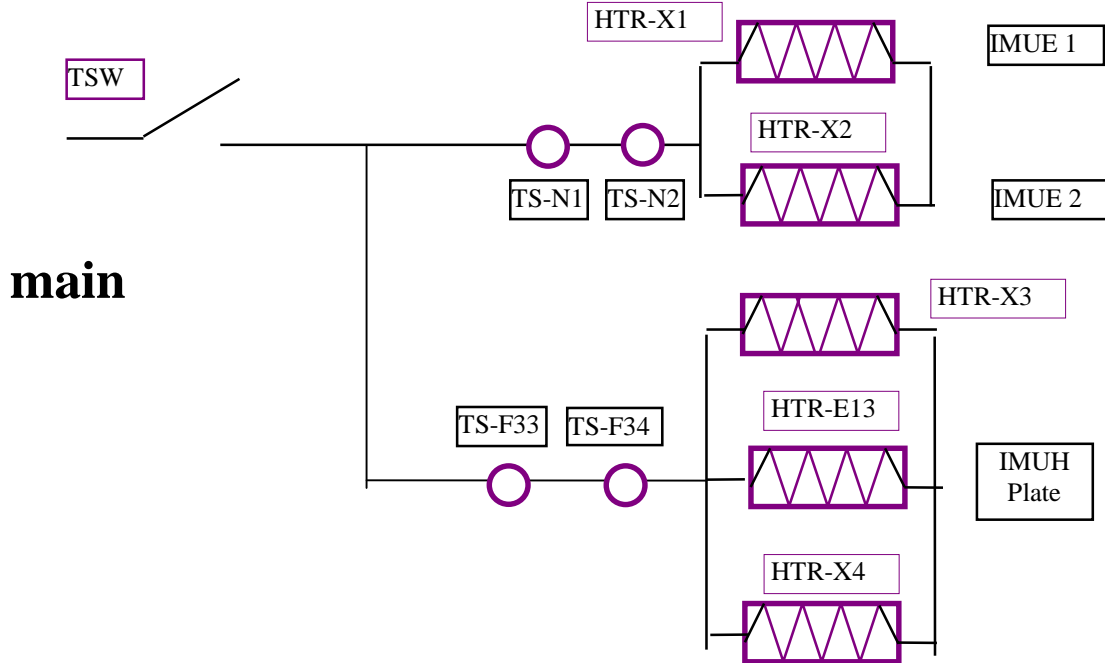 HTR-X1
IMUE 1
TSW
HTR-X2
TS-N1
TS-N2
IMUE 2
main
HTR-X3
HTR-E13
TS-F33
TS-F34
IMUH
Plate
HTR-X4